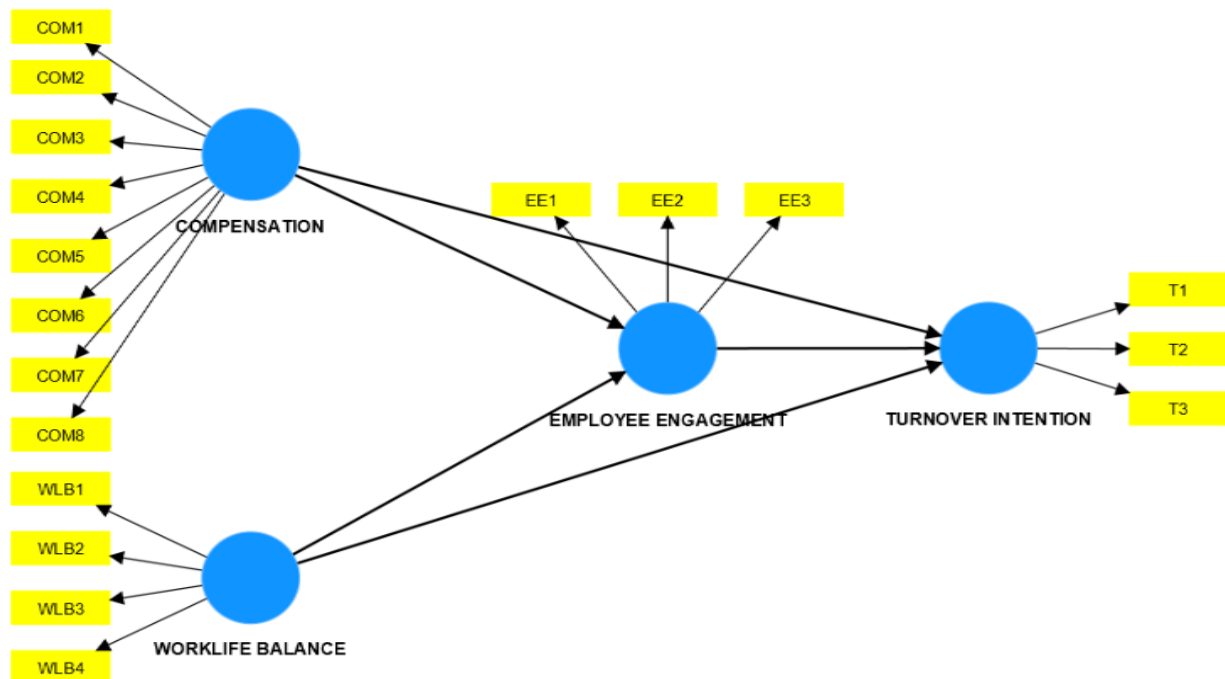 COM1
COM2
COM3
COM4
COM5
COM6
COM7
COM8
COMPENSATION
EE1
EE2
EE3
EMPLOYEE ENGAGEMENT
T1
T2
T3
TURNOVER INTENTION
WLB1
WLB2
WLB3
WLB4
WORKLIFE BALANCE